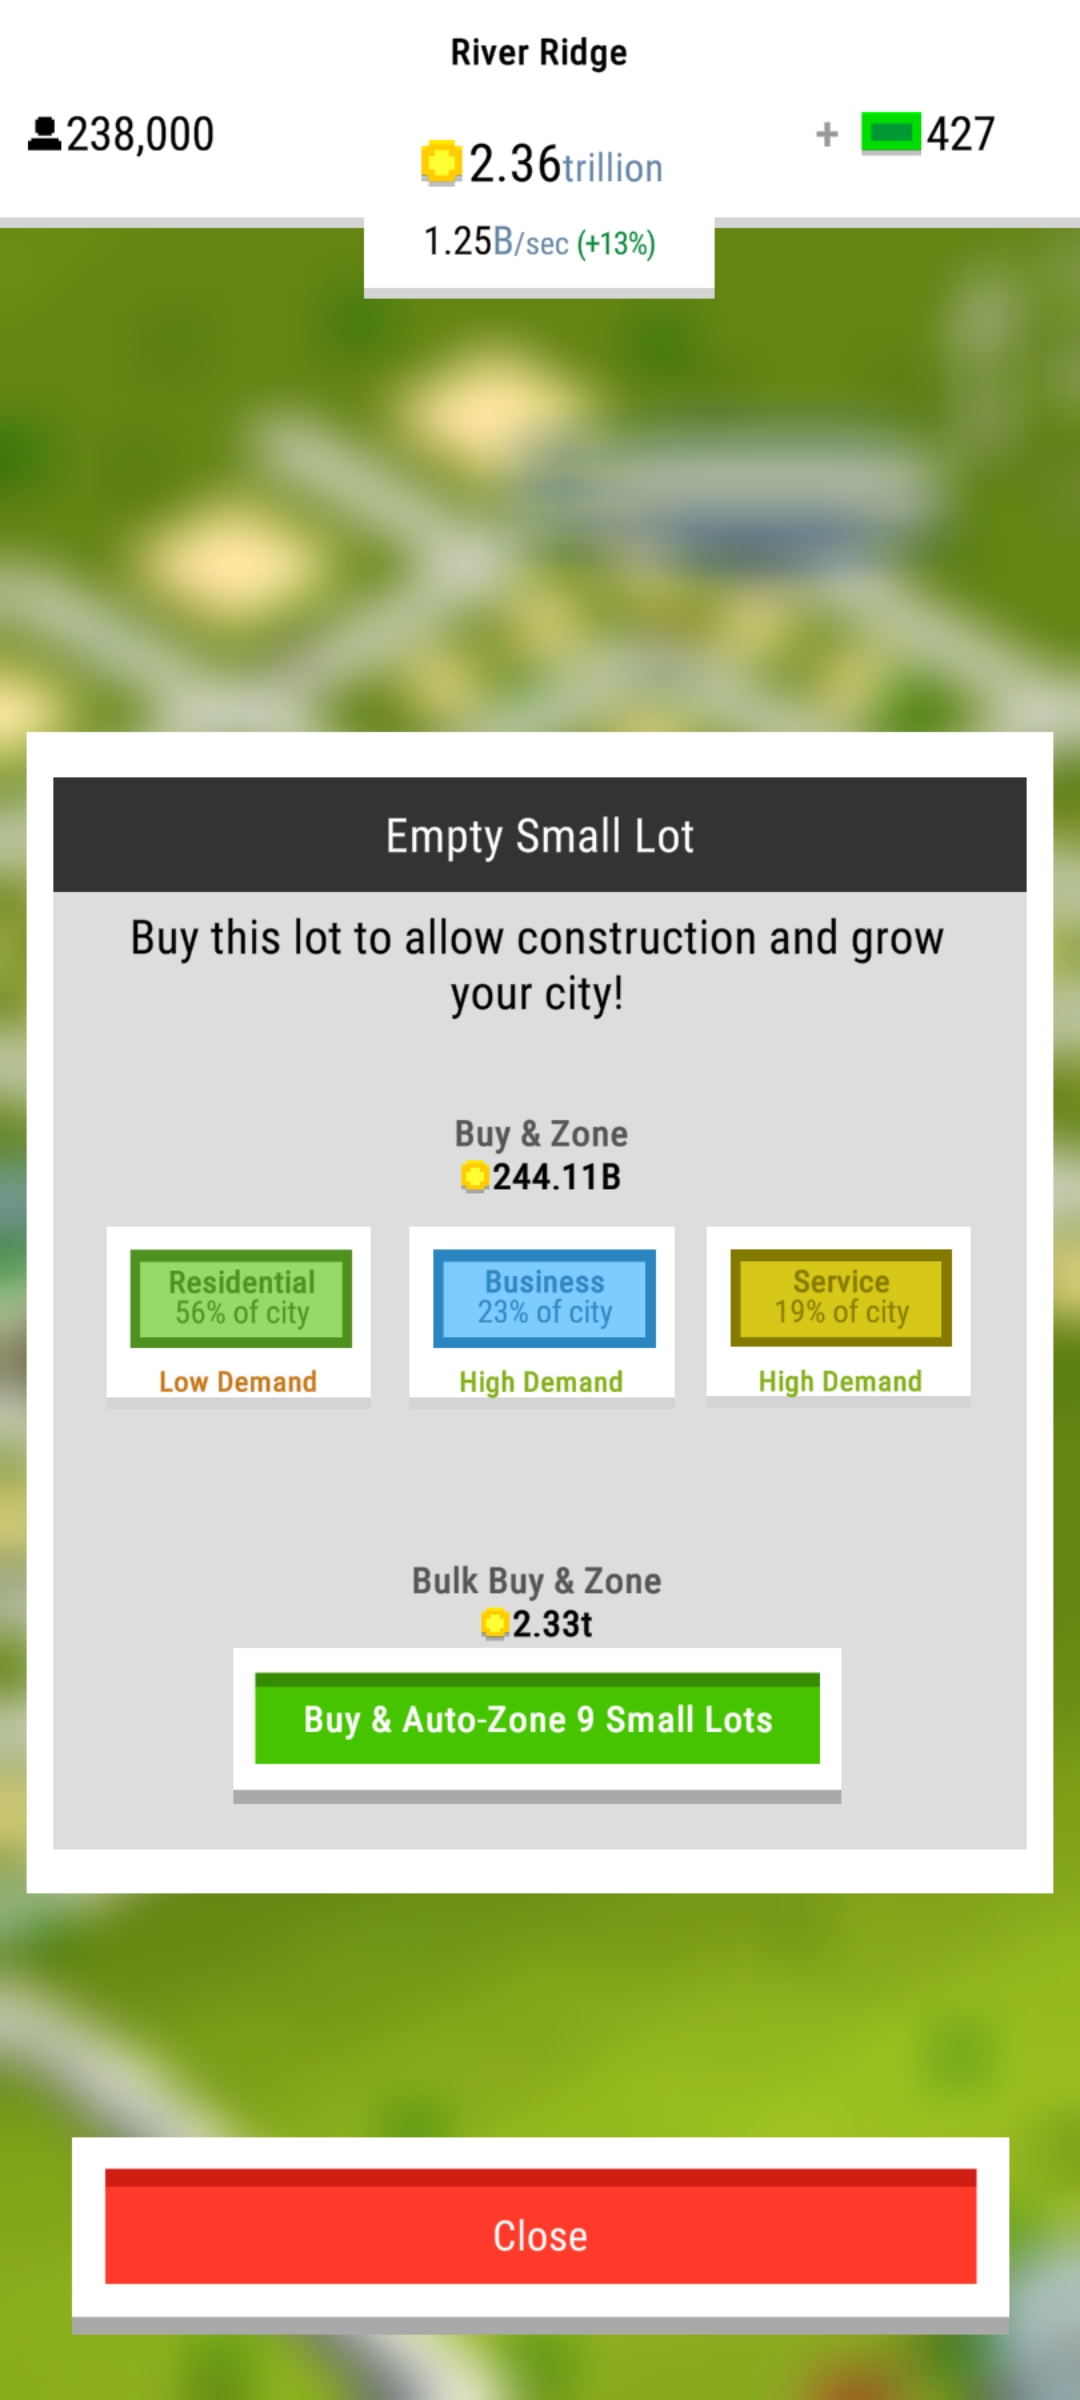 River Ridge
238,000
+ 427
2.36trillion
1.25B/sec (+13%)
Empty Small Lot
Buy this lot to allow construction and grow
your city!
Buy & Zone
244.11B
Residential
56% of city
Low Demand
Business
23% of city
High Demand
Service
19% of city
High Demand
Bulk Buy & Zone
2.33t
Buy & Auto-Zone 9 Small Lots
Close